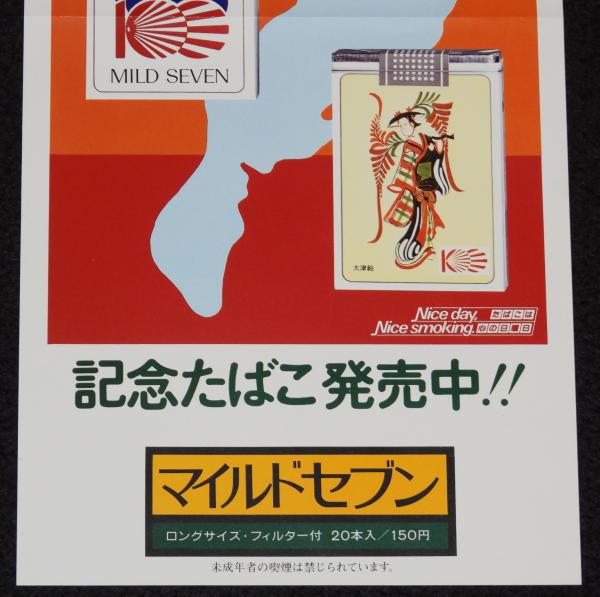 MILD SEVEN
大津絵
Nice day, たばこは
Nice smoking. 心の日曜日
記念たばこ発売中!!
マイルドセブン
ロングサイズ・フィルター付 20本入/150円
未成年者の喫煙は禁じられています。